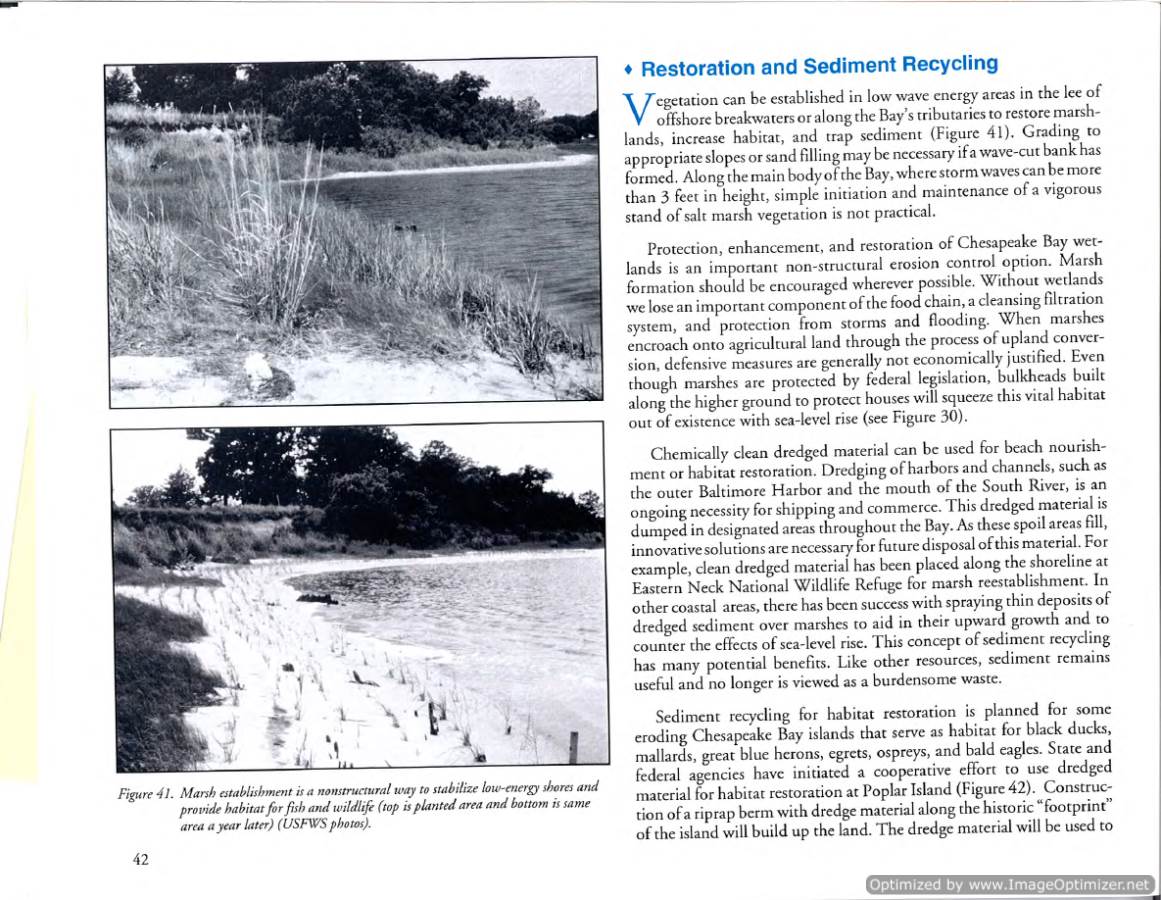 ♦ Restoration and Sediment Recycling
Vegetation can be established in low wave energy areas in the lee of
offshore breakwaters or along the Bay's tributaries to restore marsh-
lands, increase habitat, and trap sediment (Figure 41). Grading to
appropriate slopes or sand filling may be necessary if a wave-cut bank has
formed. Along the main body of the Bay, where storm waves can be more
than 3 feet in height, simple initiation and maintenance of a vigorous
stand of salt marsh vegetation is not practical.
Protection, enhancement, and restoration of Chesapeake Bay wet-
lands is an important non-structural erosion control option. Marsh
formation should be encouraged wherever possible. Without wetlands
we lose an important component of the food chain, a cleansing filtration
system, and protection from storms and flooding. When marshes
encroach onto agricultural land through the process of upland conver-
sion, defensive measures are generally not economically justified. Even
though marshes are protected by federal legislation, bulkheads built
along the higher ground to protect houses will squeeze this vital habitat
out of existence with sea-level rise (see Figure 30).
Chemically clean dredged material can be used for beach nourish-
ment or habitat restoration. Dredging of harbors and channels, such as
the outer Baltimore Harbor and the mouth of the South River, is an
ongoing necessity for shipping and commerce. This dredged material is
dumped in designated areas throughout the Bay. As these spoil areas fill,
innovative solutions are necessary for future disposal of this material. For
example, clean dredged material has been placed along the shoreline at
Eastern Neck National Wildlife Refuge for marsh reestablishment. In
other coastal areas, there has been success with spraying thin deposits of
dredged sediment over marshes to aid in their upward growth and to
counter the effects of sea-level rise. This concept of sediment recycling
has many potential benefits. Like other resources, sediment remains
useful and no longer is viewed as a burdensome waste.
Sediment recycling for habitat restoration is planned for some
eroding Chesapeake Bay islands that serve as habitat for black ducks,
mallards, great blue herons, egrets, ospreys, and bald eagles. State and
federal agencies have initiated a cooperative effort to use dredged
material for habitat restoration at Poplar Island (Figure 42). Construc-
tion of a riprap berm with dredge material along the historic “footprint”
of the island will build up the land. The dredge material will be used to
Figure 41. Marsh establishment is a nonstructural way to stabilize low-energy shores and
provide habitat for fish and wildlife (top is planted area and bottom is same
area a year later) (USFWS photos).
42
Optimized by www.ImageOptimizer.net